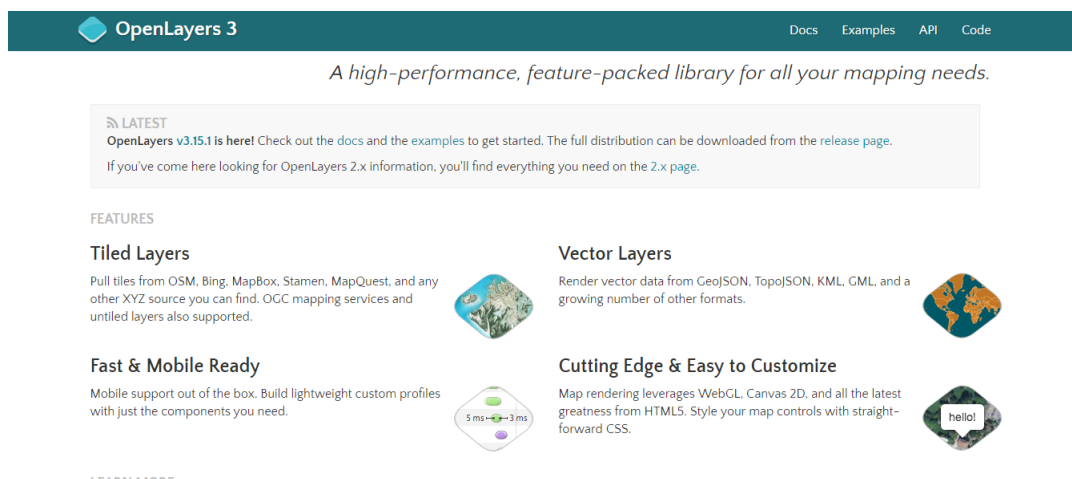 OpenLayers 3
Docs Examples API Code
A high-performance, feature-packed library for all your mapping needs.
LATEST
OpenLayers v3.15.1 is here! Check out the docs and the examples to get started. The full distribution can be downloaded from the release page.
If you've come here looking for OpenLayers 2.x information, you'll find everything you need on the 2.x page.
FEATURES
Tiled Layers
Pull tiles from OSM, Bing, MapBox, Stamen, MapQuest, and any
other XYZ source you can find. OGC mapping services and
untiled layers also supported.
Vector Layers
Render vector data from GeoJSON, TopoJSON, KML, GML, and a
growing number of other formats.
Fast & Mobile Ready
Mobile support out of the box. Build lightweight custom profiles
with just the components you need.
5 ms 3 ms
Cutting Edge & Easy to Customize
Map rendering leverages WebGL, Canvas 2D, and all the latest
greatness from HTML5. Style your map controls with straight-
forward CSS.
hello!
LEARN MORE